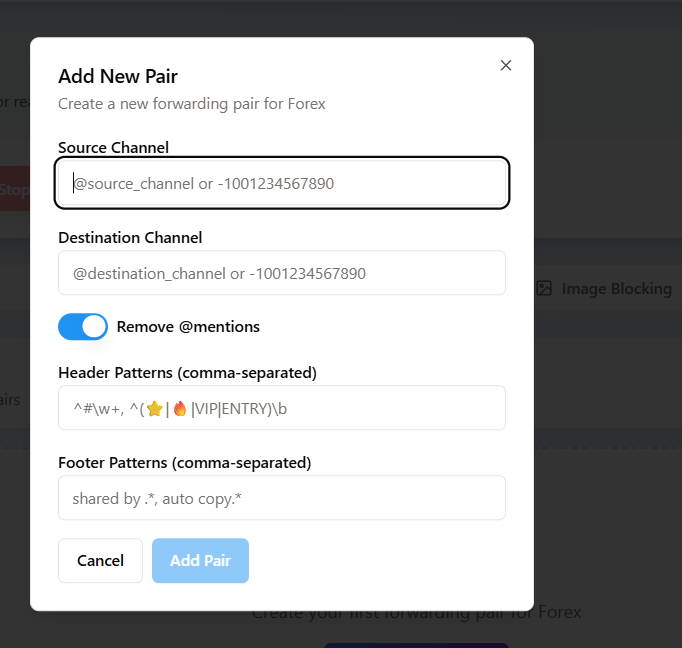 Add New Pair
Create a new forwarding pair for Forex
or rea
Source Channel
@source_channel or -1001234567890
Stop
Destination Channel
@destination_channel or -1001234567890
Image Blocking
Remove @mentions
Header Patterns (comma-separated)
airs
^#\w+, ^(⭐|🔥|VIP|ENTRY)\b
Footer Patterns (comma-separated)
shared by .*, auto copy.*
Cancel
Add Pair
Create your first forwarding pair for Forex